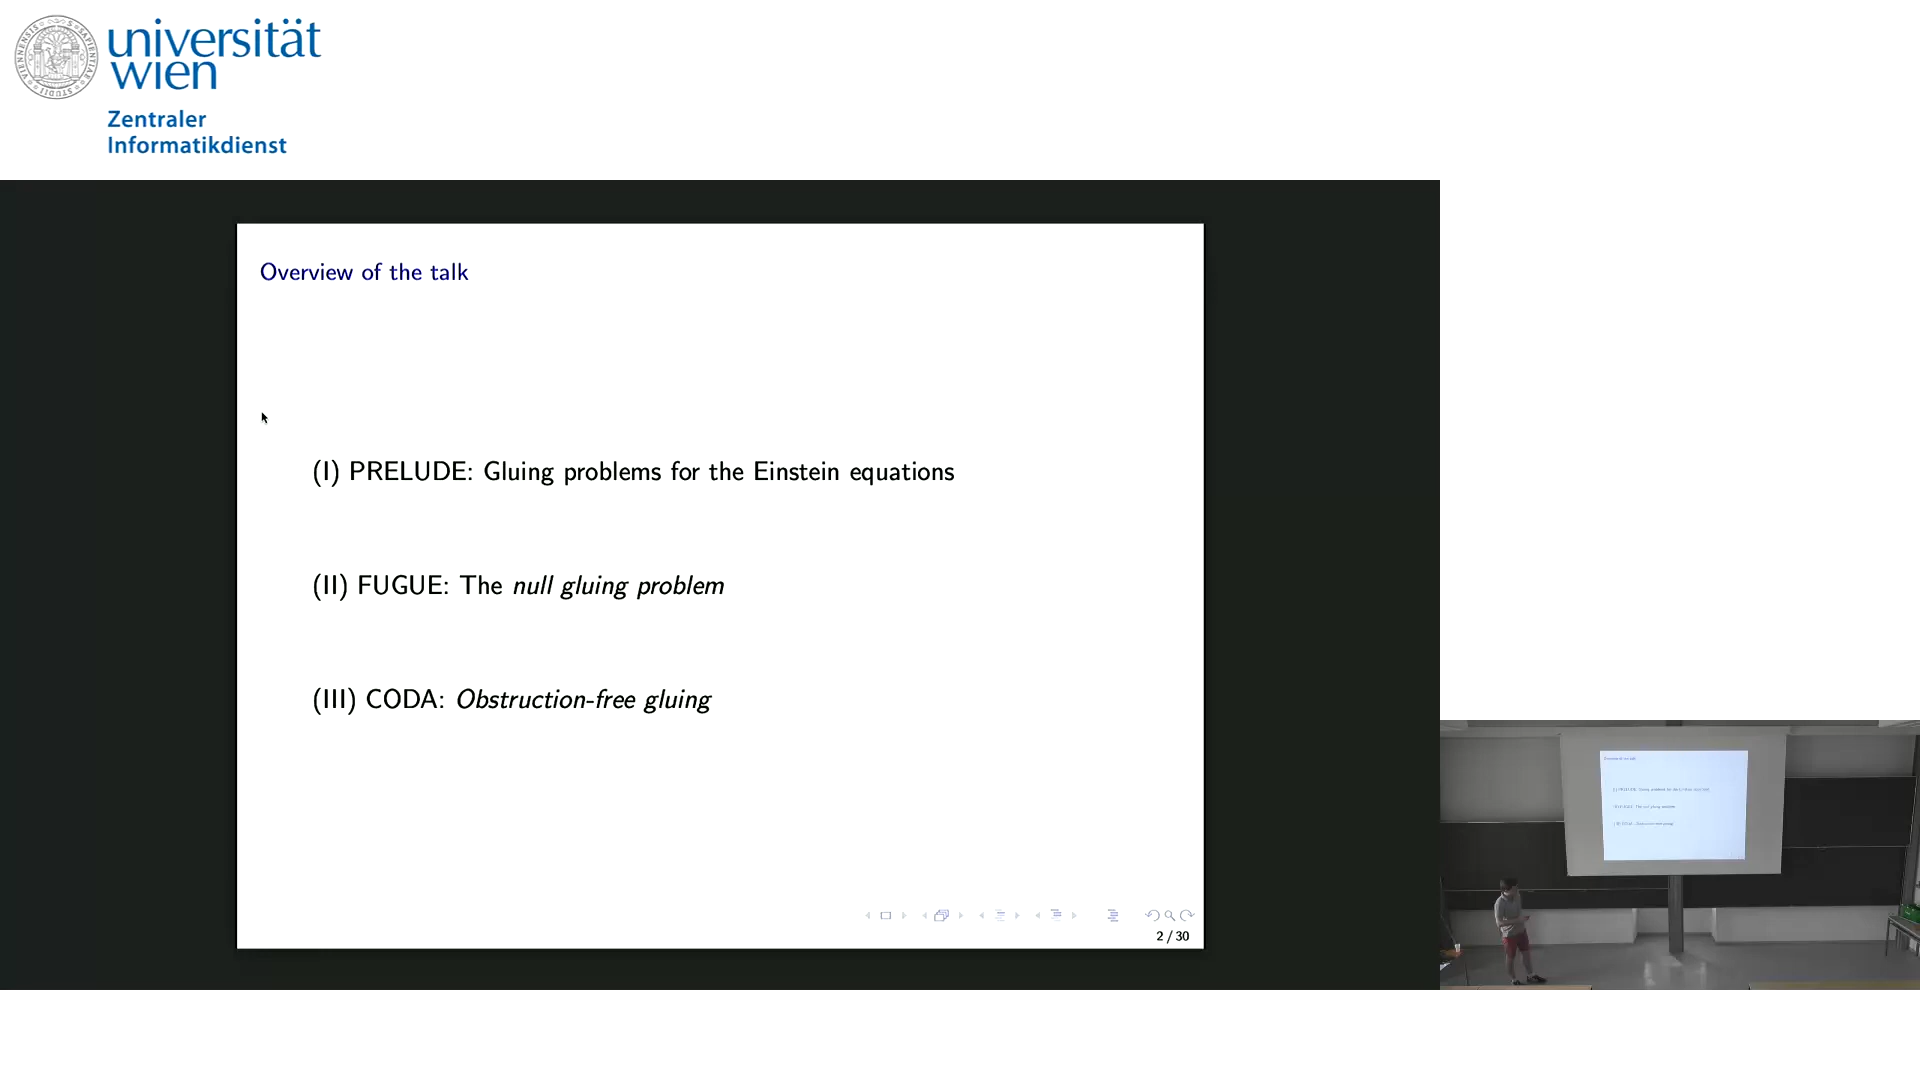 universität
wien
Zentraler
Informatikdienst
Overview of the talk
(I) PRELUDE: Gluing problems for the Einstein equations
(II) FUGUE: The null gluing problem
(III) CODA: Obstruction-free gluing
2 / 30